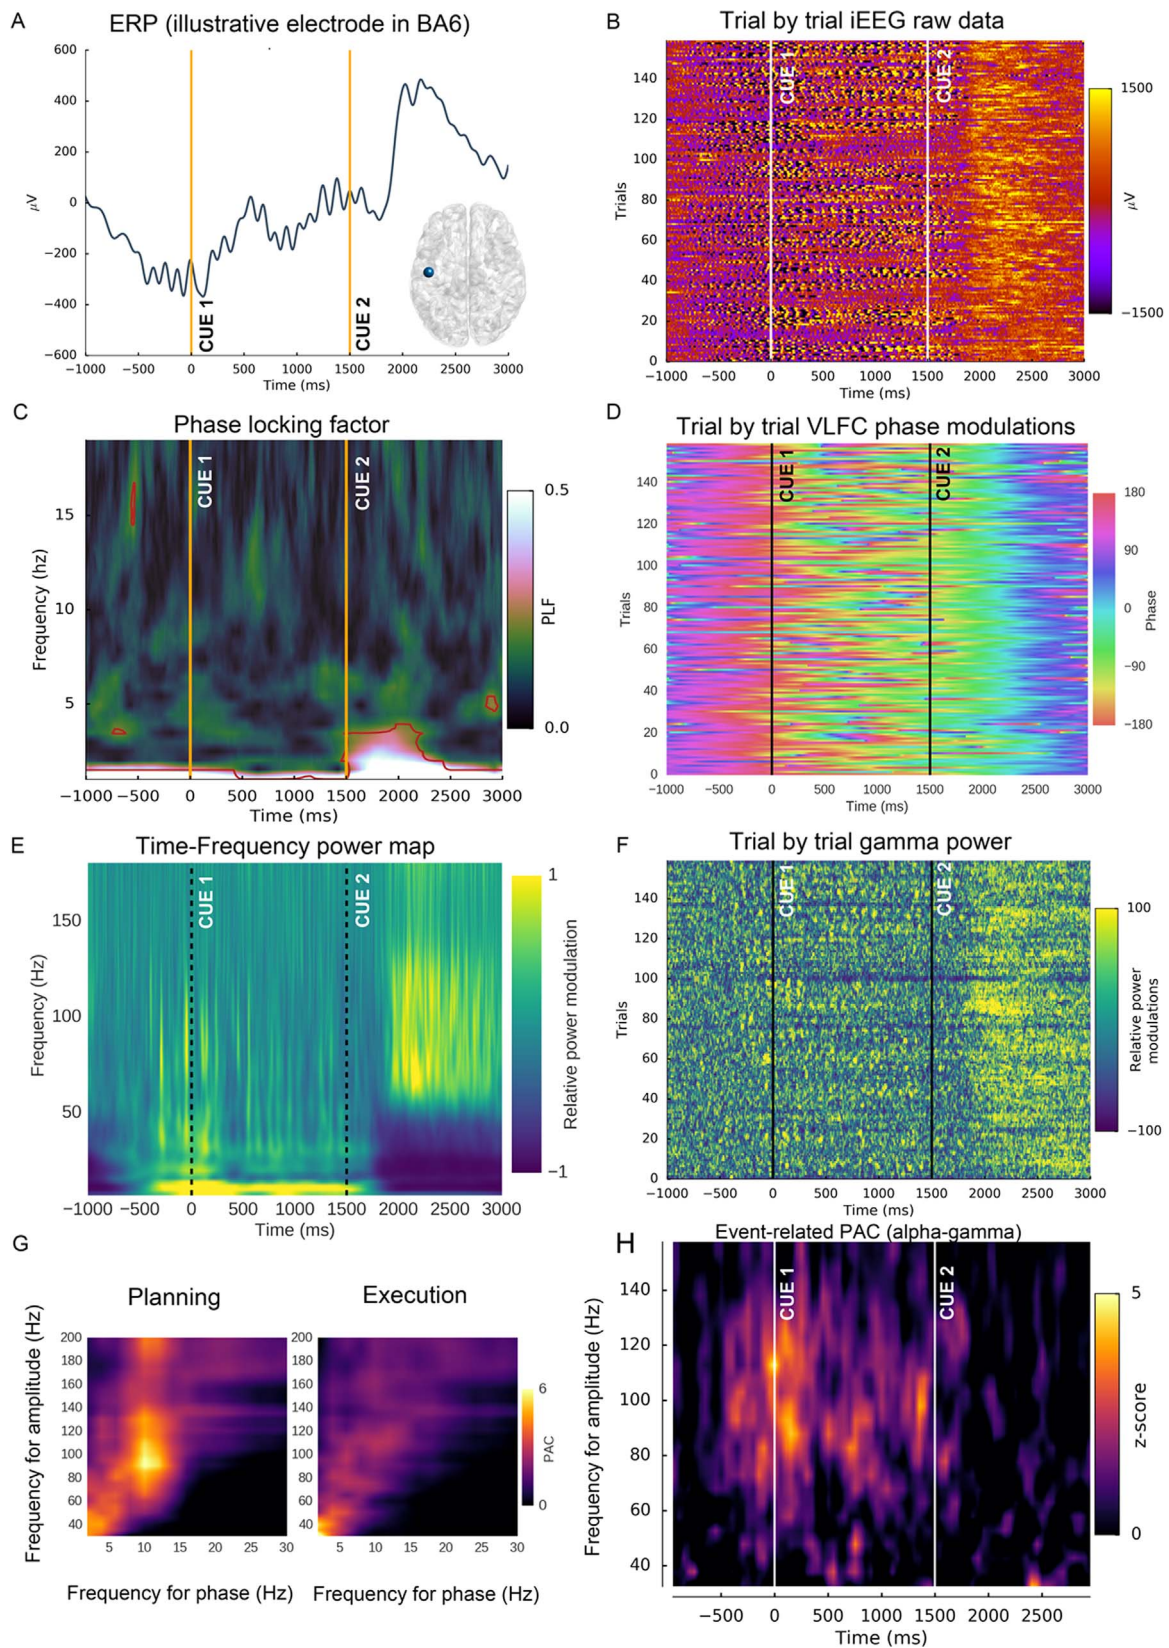 A
ERP (illustrative electrode in BA6)
600
400
200
0
−200
−400
−600
μV
CUE 1
CUE 2
−1000 −500 0 500 1000 1500 2000 2500 3000
Time (ms)
B
Trial by trial iEEG raw data
140
120
100
80
60
40
20
0
Trials
CUE 1
CUE 2
1500
μV
−1500
−1000 −500 0 500 1000 1500 2000 2500 3000
Time (ms)
C
Phase locking factor
15
10
5
Frequency (hz)
CUE 1
CUE 2
0.5
PLF
0.0
−1000 −500 0 500 1000 1500 2000 2500 3000
Time (ms)
D
Trial by trial VLFC phase modulations
140
120
100
80
60
40
20
0
Trials
CUE 1
CUE 2
180
90
0
−90
−180
Phase
−1000 −500 0 500 1000 1500 2000 2500 3000
Time (ms)
E
Time-Frequency power map
150
100
50
Frequency (Hz)
CUE 1
CUE 2
1
Relative power modulation
−1
−1000 −500 0 500 1000 1500 2000 2500 3000
Time (ms)
F
Trial by trial gamma power
140
120
100
80
60
40
20
0
Trials
CUE 1
CUE 2
100
Relative power
modulations
−100
−1000 −500 0 500 1000 1500 2000 2500 3000
Time (ms)
G
Planning
Execution
Frequency for amplitude (Hz)
200
180
160
140
120
100
80
60
40
5 10 15 20 25 30
Frequency for phase (Hz)
200
180
160
140
120
100
80
60
40
5 10 15 20 25 30
Frequency for phase (Hz)
6
PAC
0
H
Event-related PAC (alpha-gamma)
140
120
100
80
60
40
Frequency for amplitude (Hz)
CUE 1
CUE 2
5
z-score
0
−500 0 500 1000 1500 2000 2500
Time (ms)